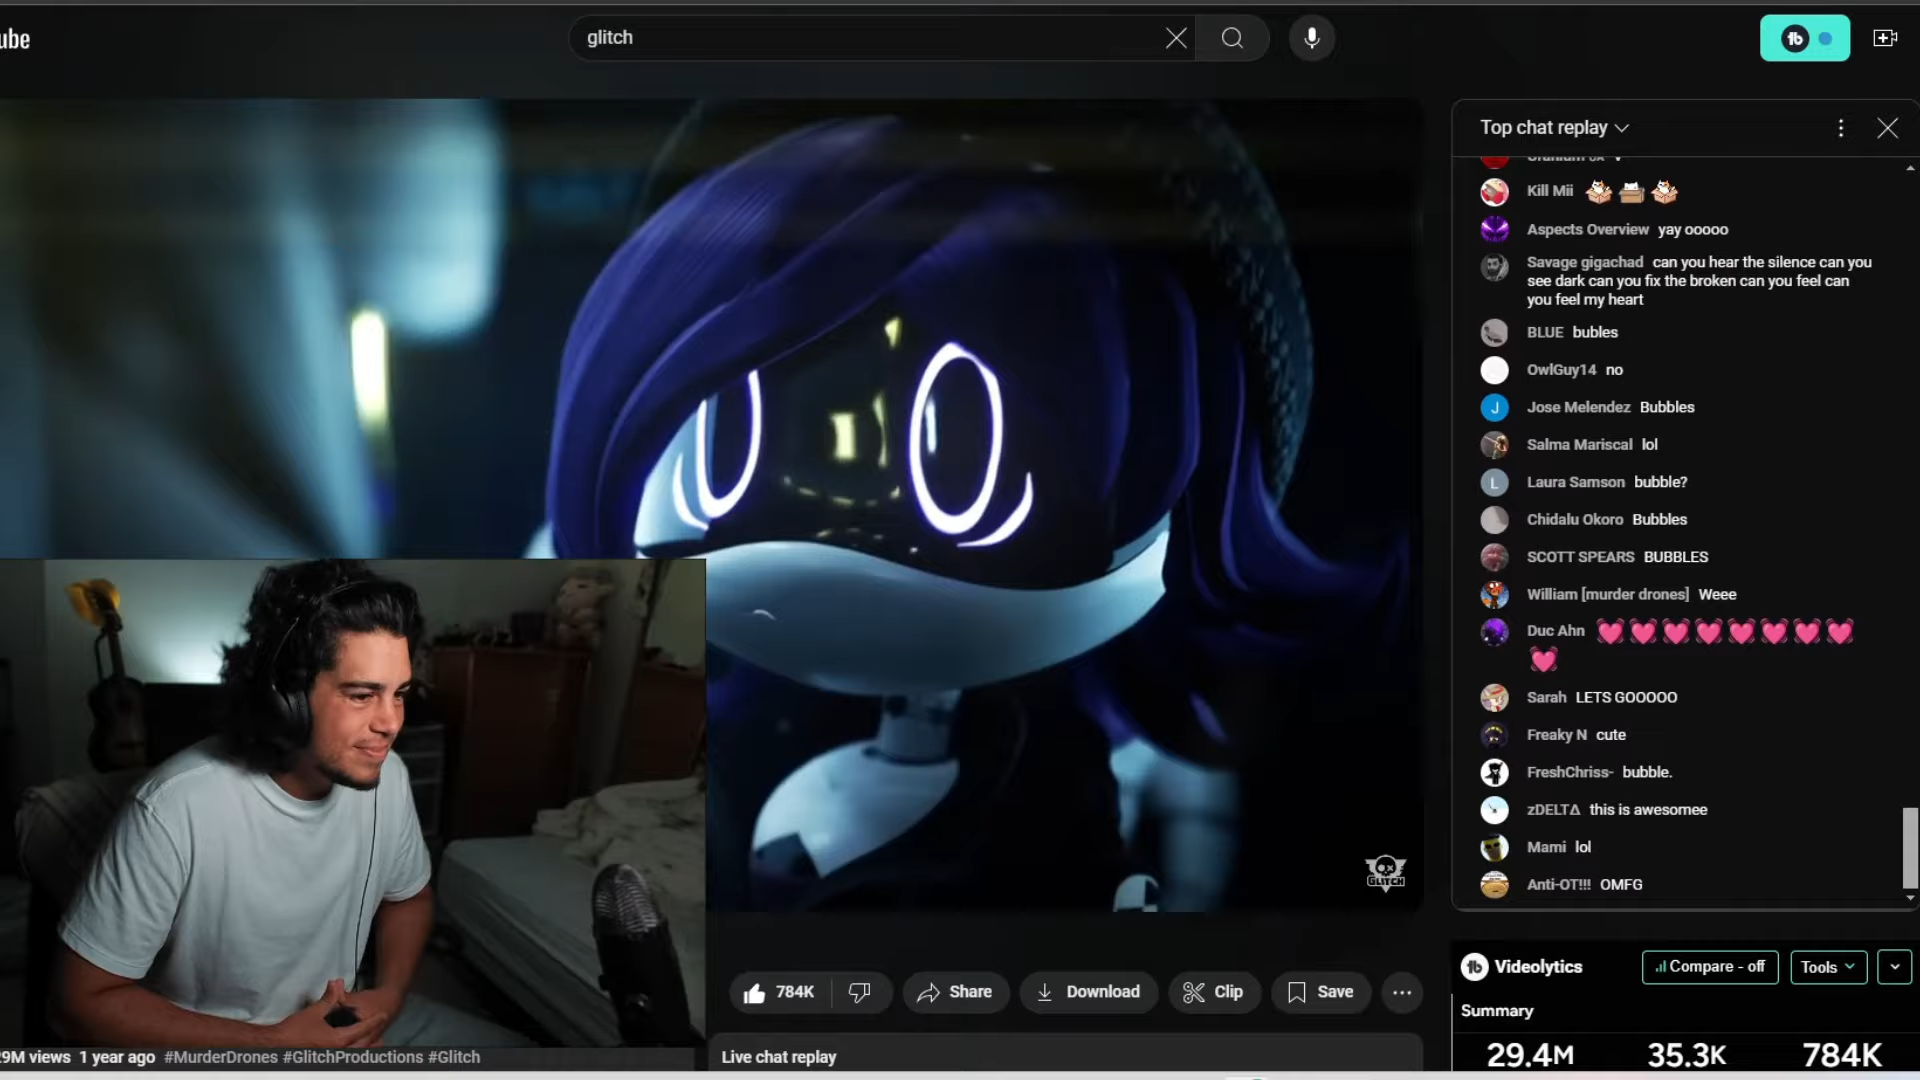 ube
glitch
Top chat replay
Kill Mii
Aspects Overview yay ooooo
Savage gigachad can you hear the silence can you
see dark can you fix the broken can you feel can
you feel my heart
BLUE bubles
OwlGuy14 no
J Jose Melendez Bubbles
Salma Mariscal lol
L Laura Samson bubble?
Chidalu Okoro Bubbles
SCOTT SPEARS BUBBLES
William [murder drones] Weee
Duc Ahn
Sarah LETS GOOOOO
Freaky N cute
FreshChriss- bubble.
zDELTΔ this is awesomee
Mami lol
Anti-OT!!! OMFG
GLITCH
784K
Share
Download
Clip
Save
29M views 1 year ago #MurderDrones #GlitchProductions #Glitch
Live chat replay
Videolytics
Compare - off
Tools
Summary
29.4M 35.3K 784K